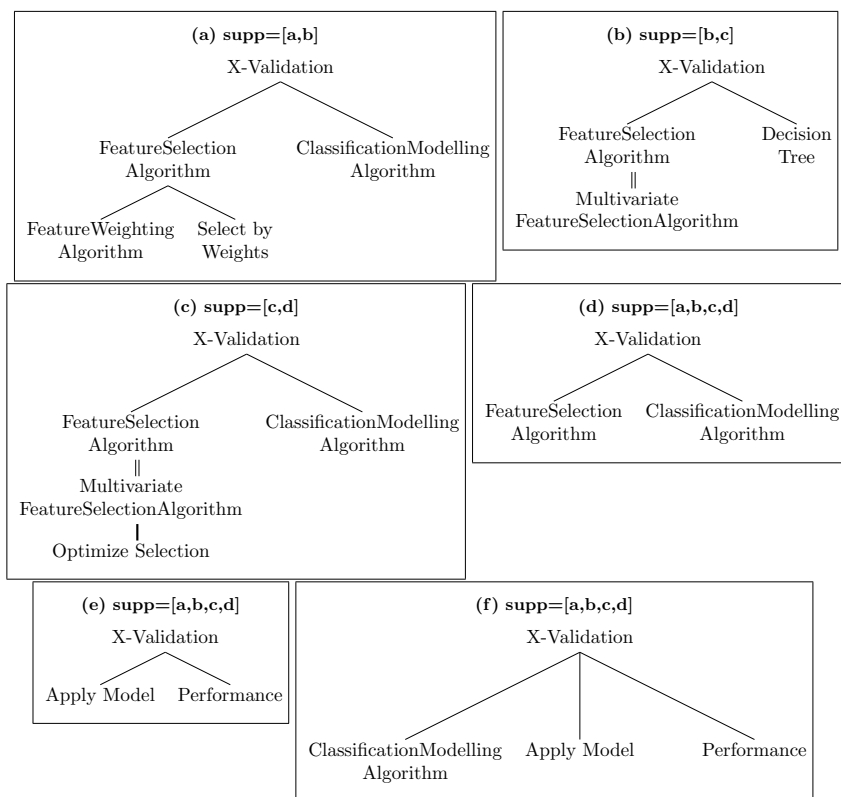 (a) supp=[a,b]
X-Validation
FeatureSelection
Algorithm
ClassificationModelling
Algorithm
FeatureWeighting
Algorithm
Select by
Weights
(b) supp=[b,c]
X-Validation
FeatureSelection
Algorithm
Decision
Tree
Multivariate
FeatureSelectionAlgorithm
(c) supp=[c,d]
X-Validation
FeatureSelection
Algorithm
ClassificationModelling
Algorithm
Multivariate
FeatureSelectionAlgorithm
Optimize Selection
(d) supp=[a,b,c,d]
X-Validation
FeatureSelection
Algorithm
ClassificationModelling
Algorithm
(e) supp=[a,b,c,d]
X-Validation
Apply Model
Performance
(f) supp=[a,b,c,d]
X-Validation
ClassificationModelling
Algorithm
Apply Model
Performance